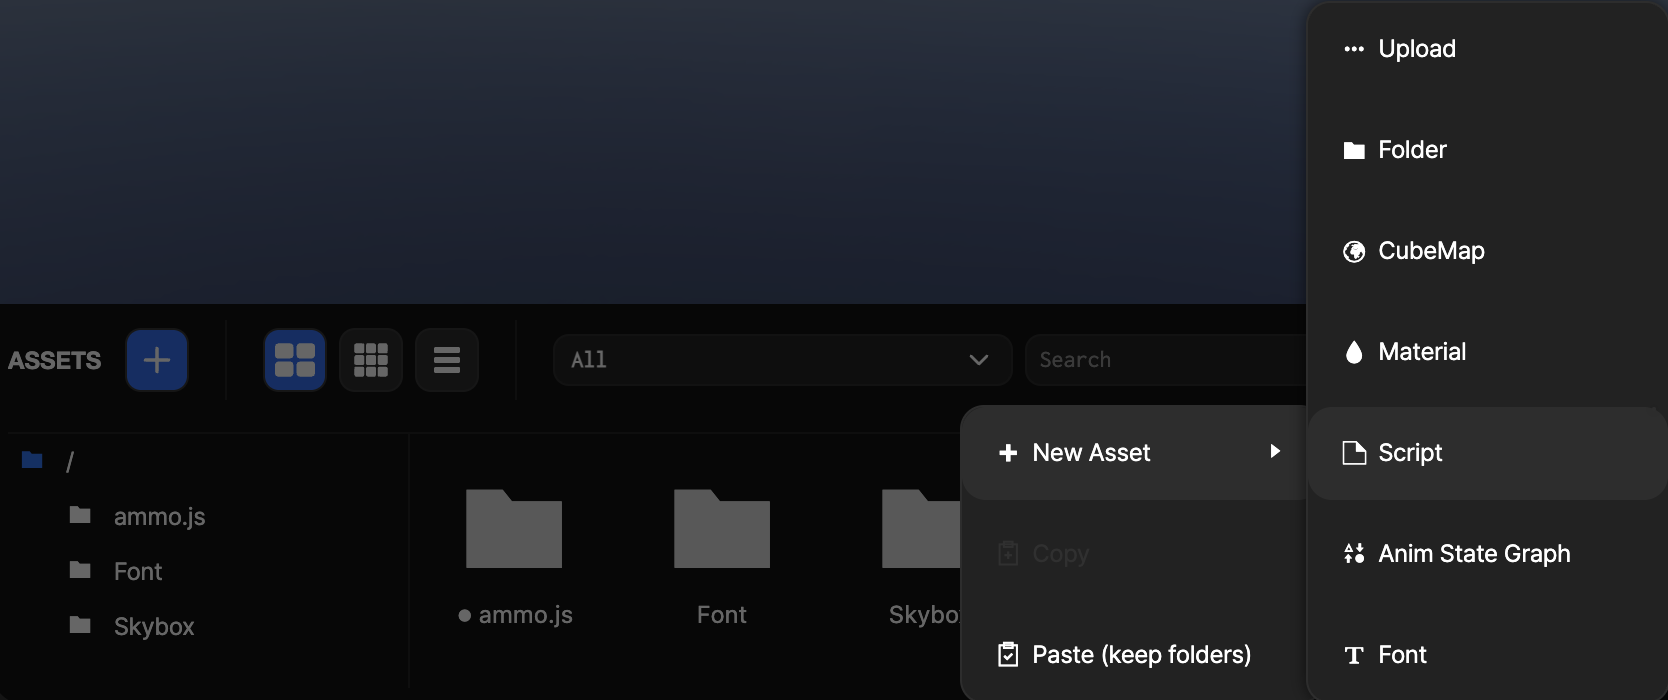 Upload
Folder
CubeMap
Material
Script
Anim State Graph
Font
ASSETS
All
Search
New Asset
Copy
Paste (keep folders)
/
ammo.js
Font
Skybox
ammo.js
Font
Skybo